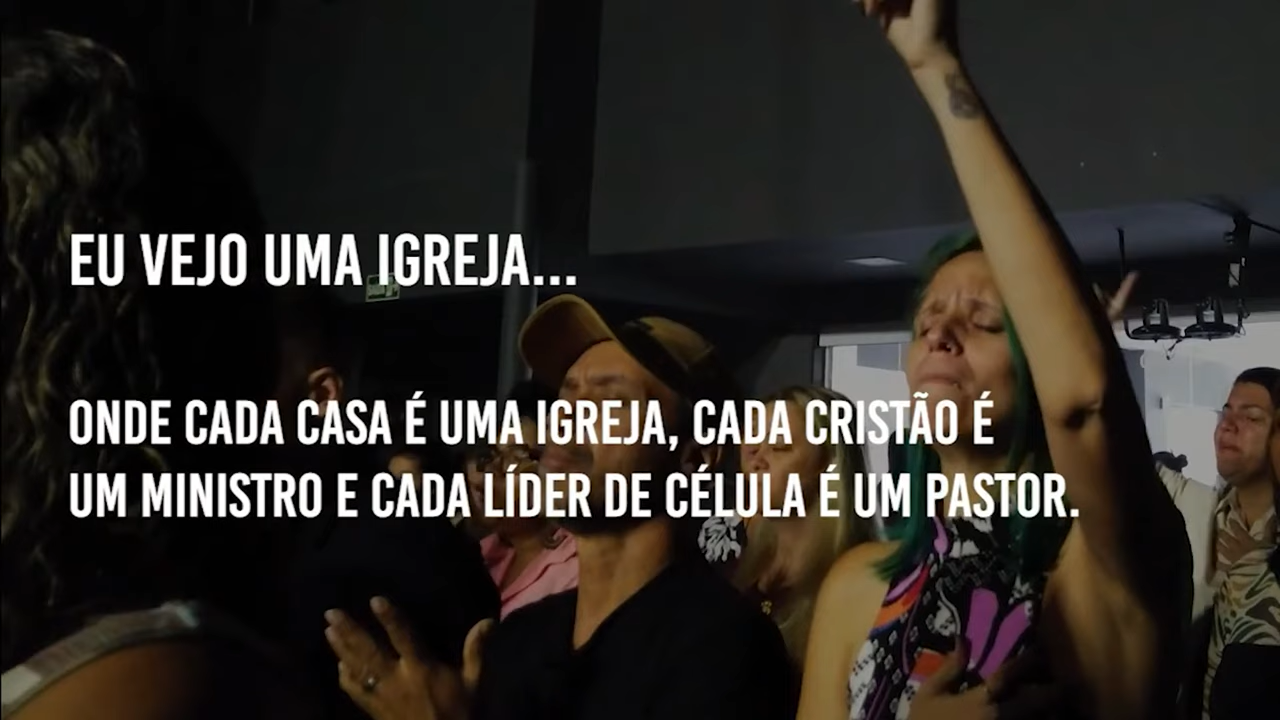 EU VEJO UMA IGREJA...
ONDE CADA CASA É UMA IGREJA, CADA CRISTÃO É
UM MINISTRO E CADA LÍDER DE CÉLULA É UM PASTOR.